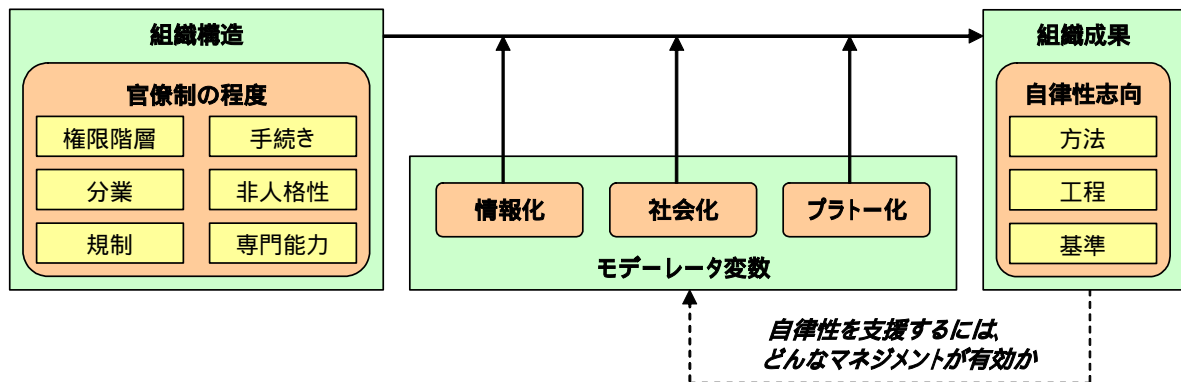 組織構造
官僚制の程度
権限階層
手続き
分業
非人格性
規制
専門能力
情報化
社会化
プラトー化
モデーレータ変数
組織成果
自律性志向
方法
工程
基準
自律性を支援するには、
どんなマネジメントが有効か